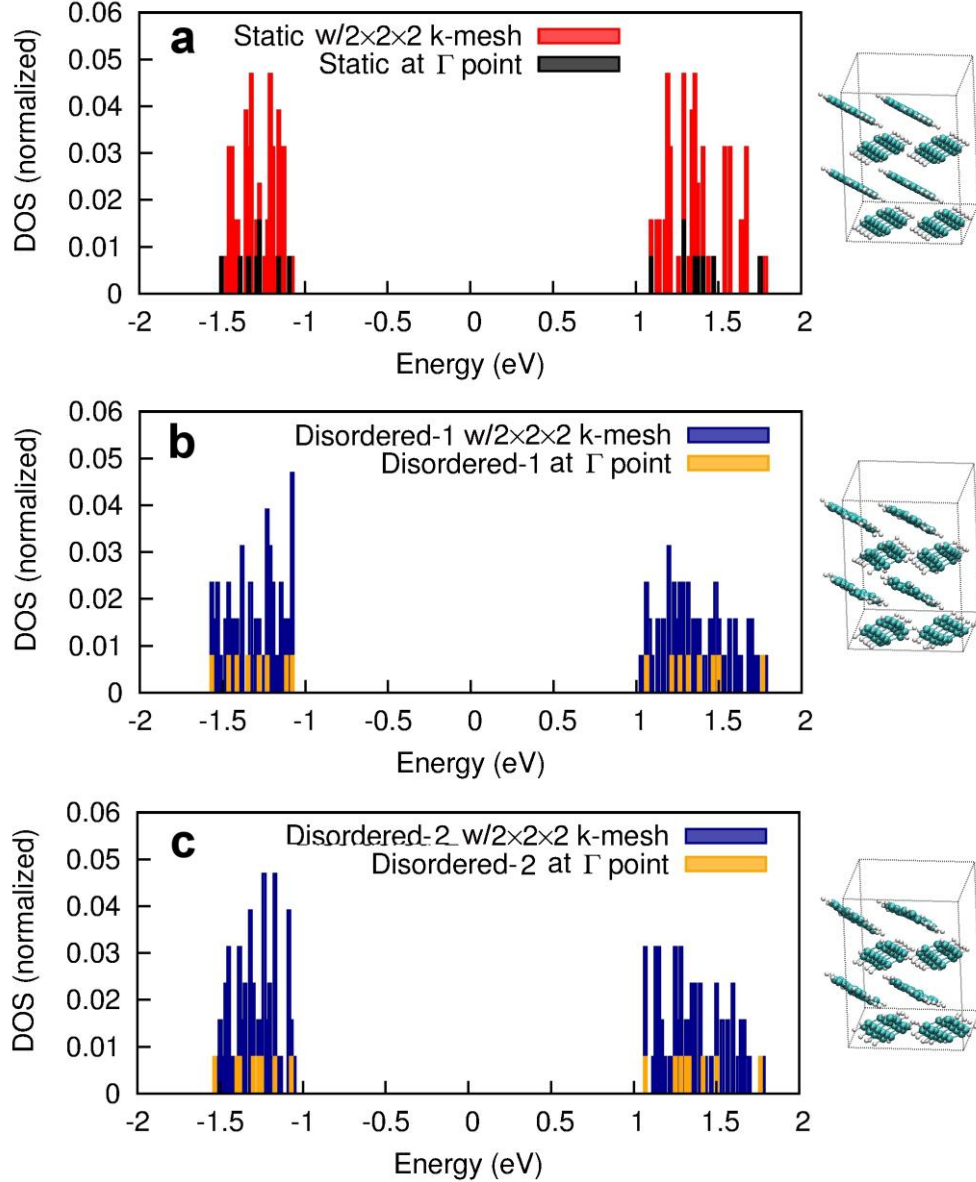 a
Static w/2×2×2 k-mesh
Static at Γ point
DOS (normalized)
0.06
0.05
0.04
0.03
0.02
0.01
0
-2 -1.5 -1 -0.5 0 0.5 1 1.5 2
Energy (eV)
b
Disordered-1 w/2×2×2 k-mesh
Disordered-1 at Γ point
DOS (normalized)
0.06
0.05
0.04
0.03
0.02
0.01
0
-2 -1.5 -1 -0.5 0 0.5 1 1.5 2
Energy (eV)
c
Disordered-2 w/2×2×2 k-mesh
Disordered-2 at Γ point
DOS (normalized)
0.06
0.05
0.04
0.03
0.02
0.01
0
-2 -1.5 -1 -0.5 0 0.5 1 1.5 2
Energy (eV)